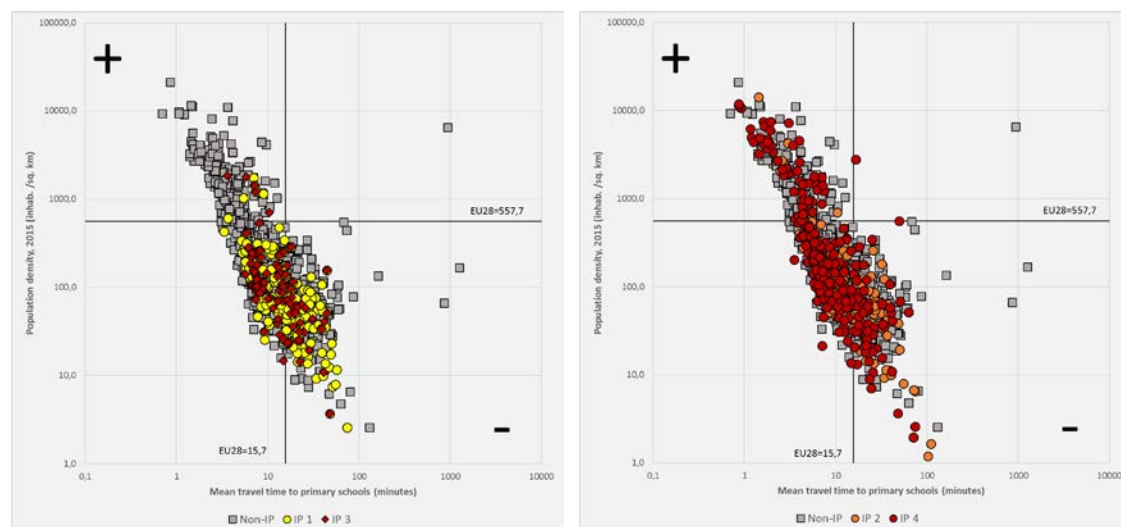 100000,0
10000,0
1000,0
100,0
10,0
1,0
Population density, 2015 (inhab. /sq. km)
EU28=557,7
EU28=15,7
0,1 1 10 100 1000 10000
Mean travel time to primary schools (minutes)
Non-IP IP 1 IP 3
100000,0
10000,0
1000,0
100,0
10,0
1,0
Population density, 2015 (inhab. /sq. km)
EU28=557,7
EU28=15,7
0,1 1 10 100 1000 10000
Mean travel time to primary schools (minutes)
Non-IP IP 2 IP 4